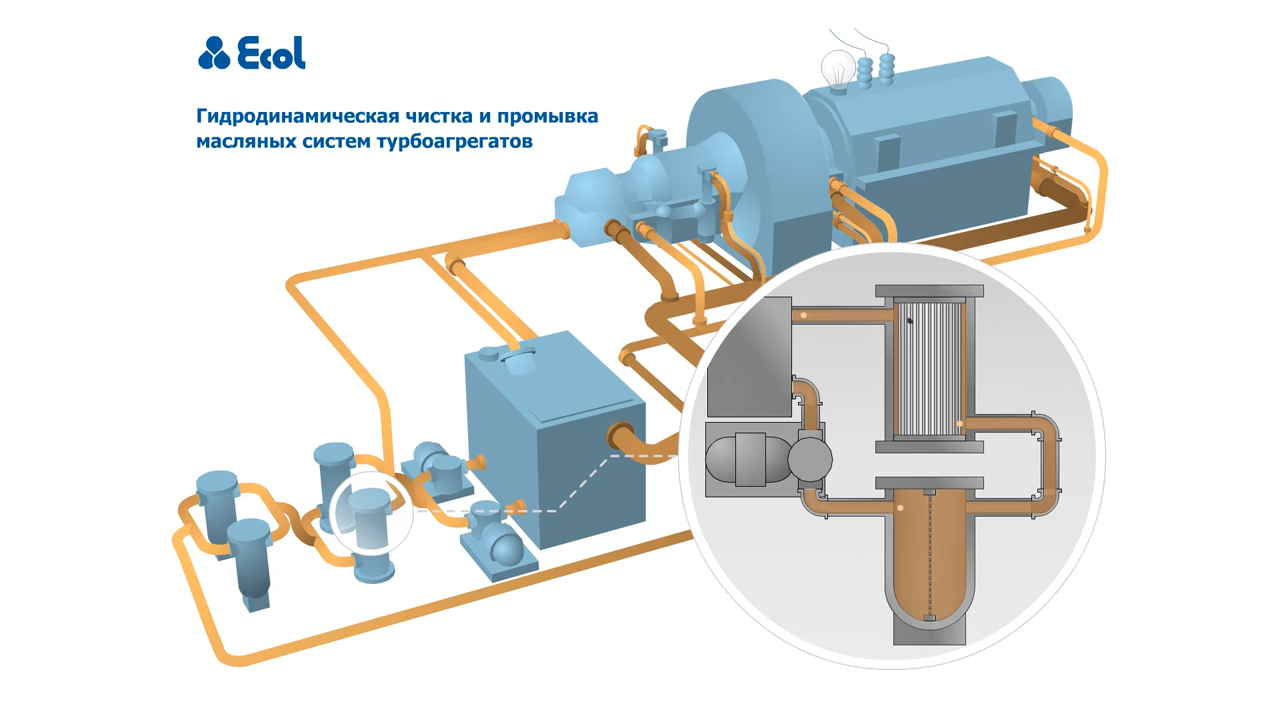 Ecol
Гидродинамическая чистка и промывка
масляных систем турбоагрегатов